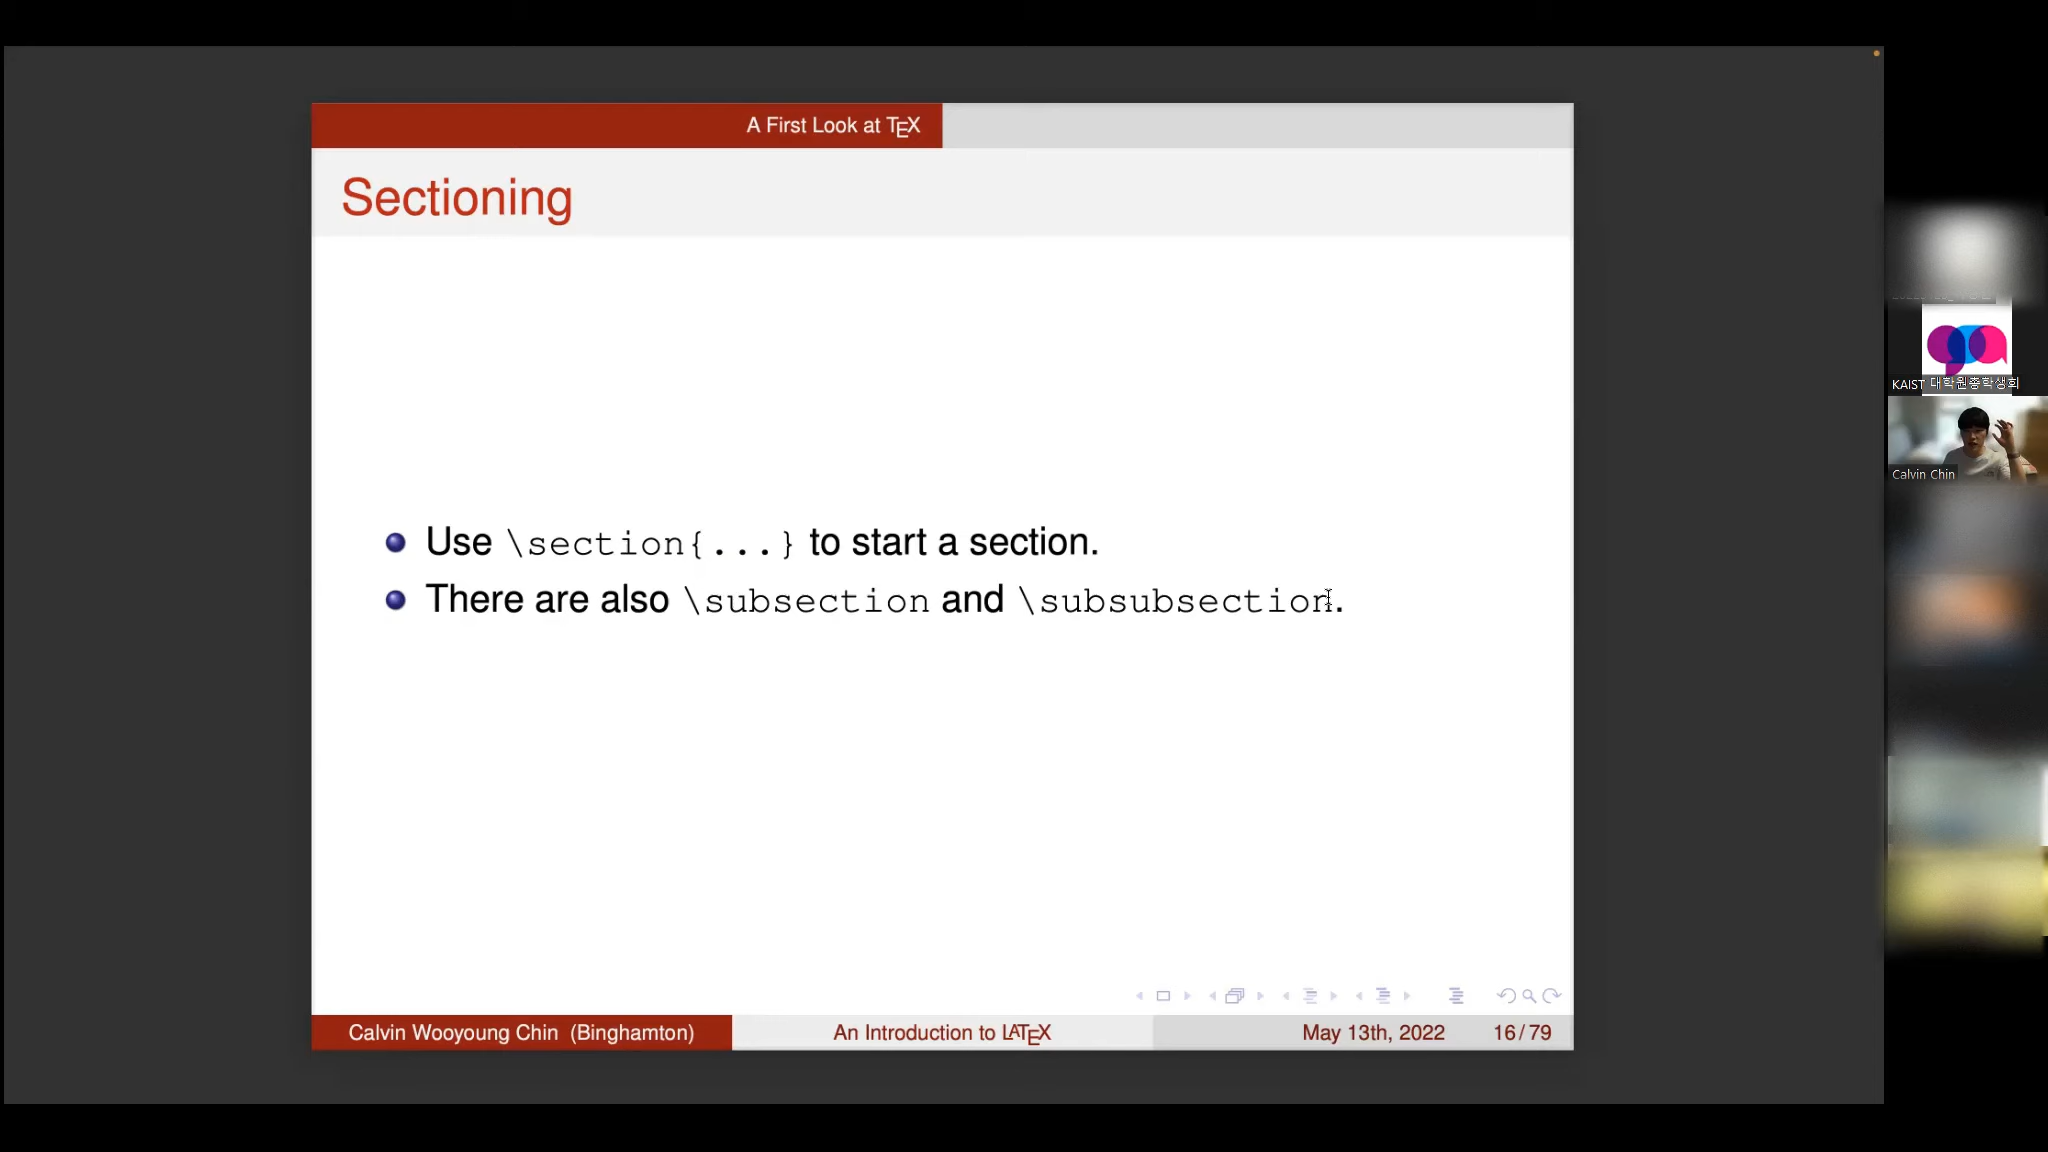 A First Look at TEX
Sectioning
Use \section{...} to start a section.
There are also \subsection and \subsubsection.
Calvin Wooyoung Chin (Binghamton)
An Introduction to LATEX
May 13th, 2022
16/79
KAIST 대학원총학생회
Calvin Chin